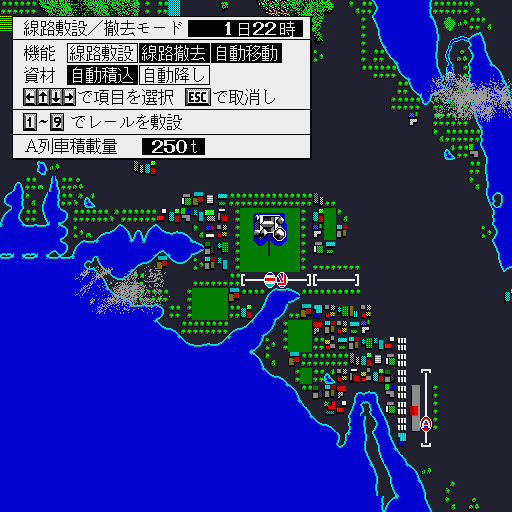 線路敷設／撤去モード 1日22時
機能 線路敷設 線路撤去 自動移動
資材 自動積込 自動降し
←↑↓→で項目を選択 ESCで取消し
1~9 でレールを敷設
A列車積載量 250t
A